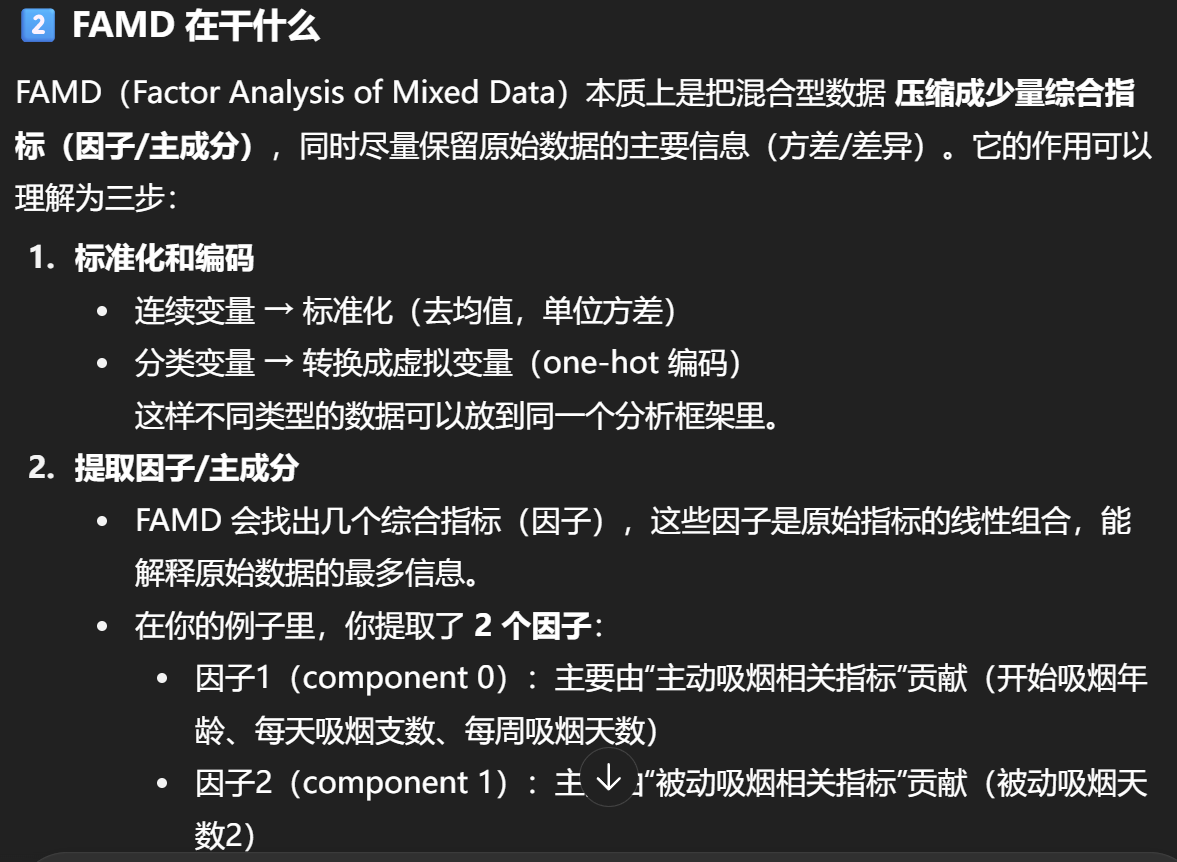 2 FAMD 在干什么
FAMD（Factor Analysis of Mixed Data）本质上是把混合型数据 压缩成少量综合指
标（因子/主成分），同时尽量保留原始数据的主要信息（方差/差异）。它的作用可以
理解为三步：
1. 标准化和编码
• 连续变量 → 标准化（去均值，单位方差）
• 分类变量 → 转换成虚拟变量（one-hot 编码）
这样不同类型的数据可以放到同一个分析框架里。
2. 提取因子/主成分
• FAMD 会找出几个综合指标（因子），这些因子是原始指标的线性组合，能
解释原始数据的最多信息。
• 在你的例子里，你提取了 2 个因子：
• 因子1（component 0）：主要由“主动吸烟相关指标”贡献（开始吸烟年
龄、每天吸烟支数、每周吸烟天数）
• 因子2（component 1）：主 由“被动吸烟相关指标”贡献（被动吸烟天
数2）